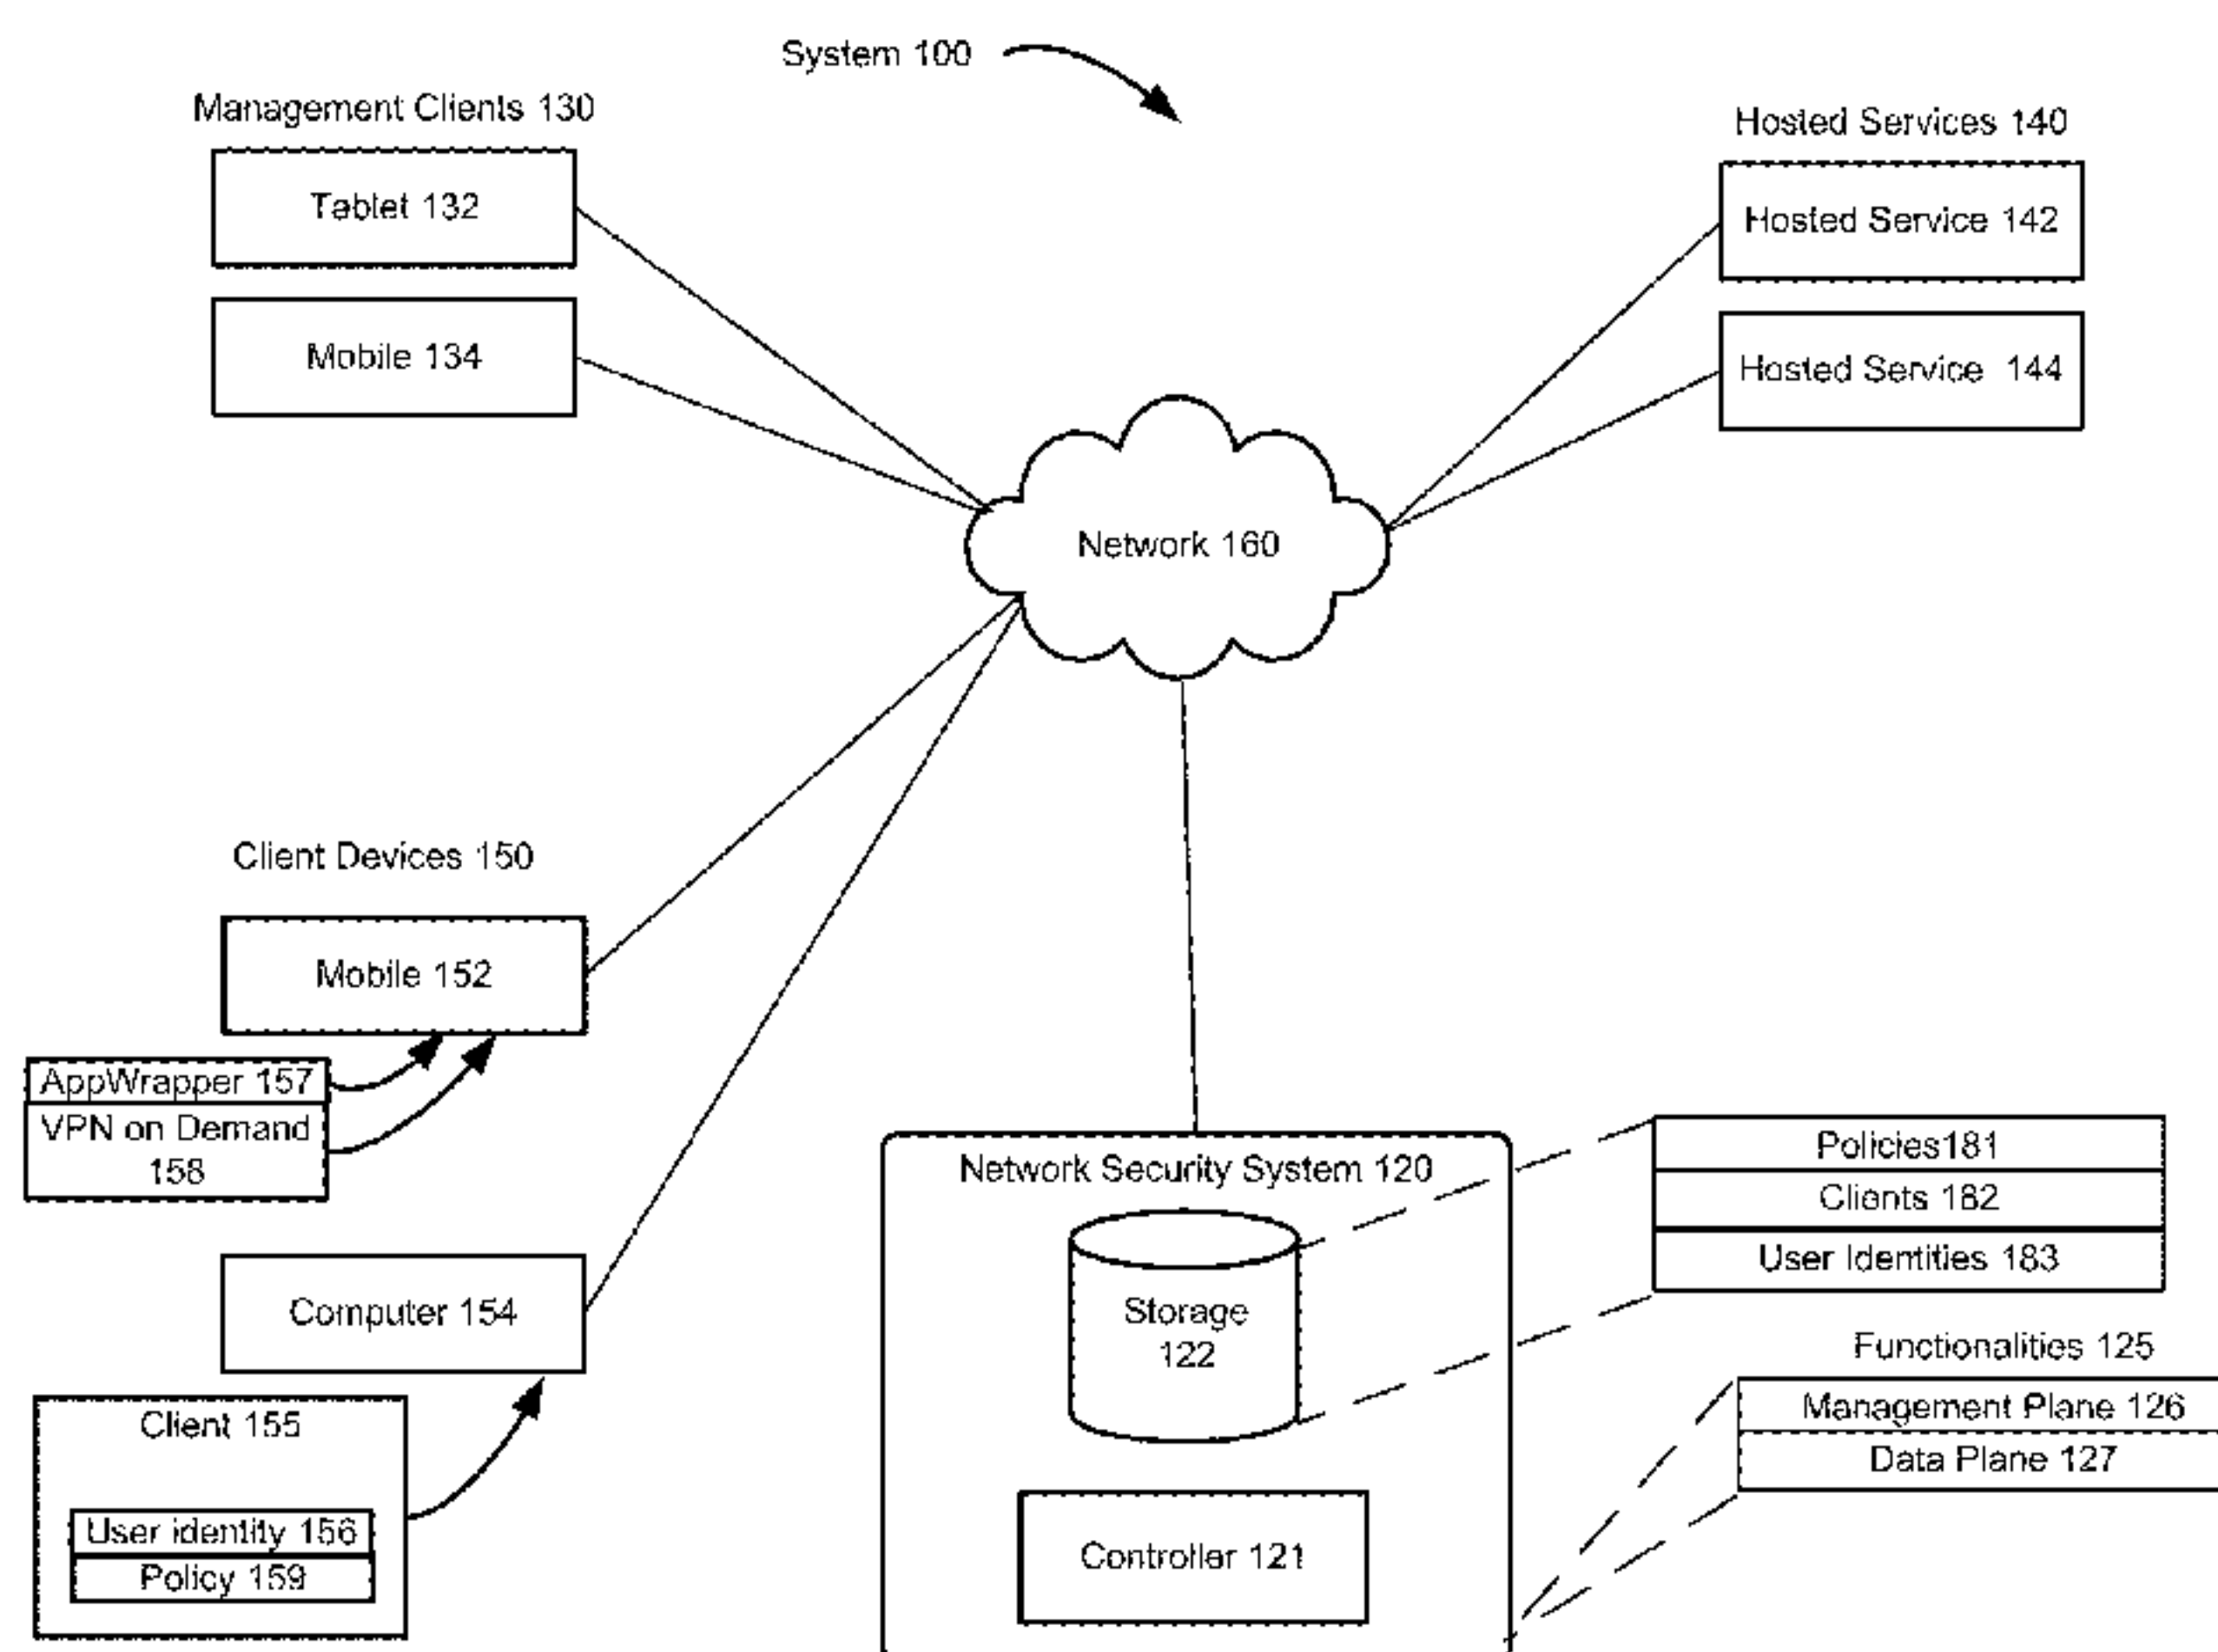 System 100
Management Clients 130
Tablet 132
Mobile 134
Hosted Services 140
Hosted Service 142
Hosted Service 144
Network 160
Client Devices 150
Mobile 152
AppWrapper 157
VPN on Demand
158
Computer 154
Client 155
User identity 156
Policy 159
Network Security System 120
Storage
122
Controller 121
Policies181
Clients 182
User Identities 183
Functionalities 125
Management Plane 126
Data Plane 127